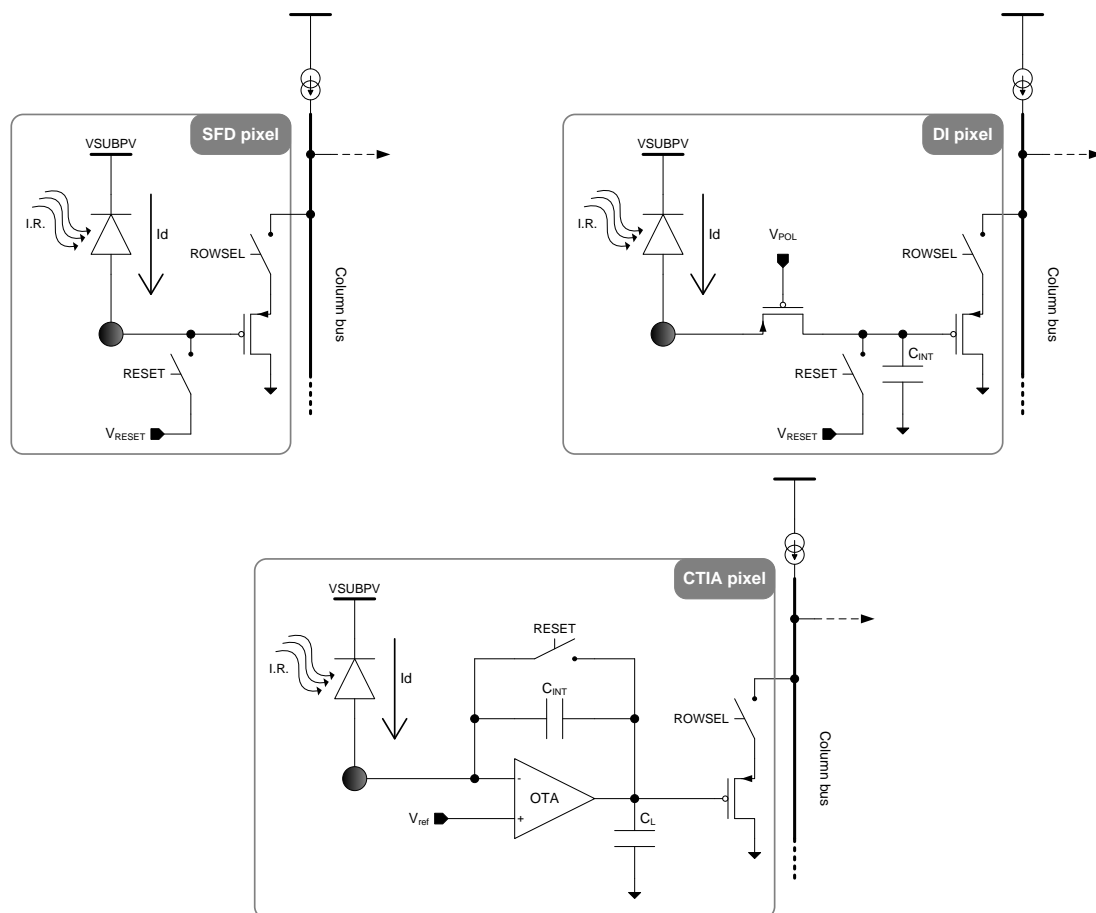 SFD pixel
VSUBPV
I.R.
Id
ROWSEL
RESET
VRESET
Column bus
DI pixel
VSUBPV
I.R.
Id
VPOL
ROWSEL
CINT
RESET
VRESET
Column bus
CTIA pixel
VSUBPV
RESET
I.R.
Id
CINT
ROWSEL
-
OTA
+
Vref
CL
Column bus